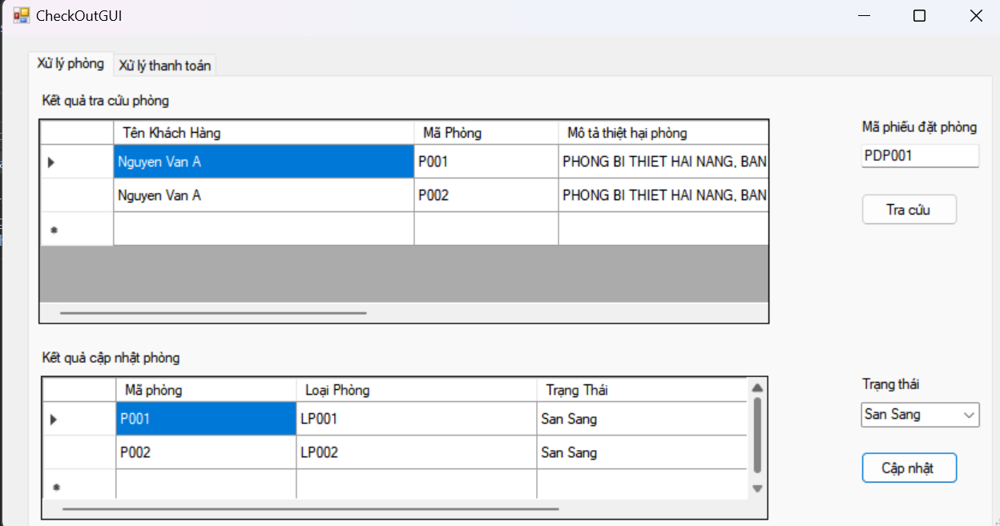 CheckOutGUI
Xử lý phòng Xử lý thanh toán
Kết quả tra cứu phòng
Tên Khách Hàng Mã Phòng Mô tả thiệt hại phòng
Nguyen Van A P001 PHONG BI THIET HAI NANG, BAN
Nguyen Van A P002 PHONG BI THIET HAI NANG, BAN
Mã phiếu đặt phòng
PDP001
Tra cứu
Kết quả cập nhật phòng
Mã phòng Loại Phòng Trạng Thái
P001 LP001 San Sang
P002 LP002 San Sang
Trạng thái
San Sang
Cập nhật